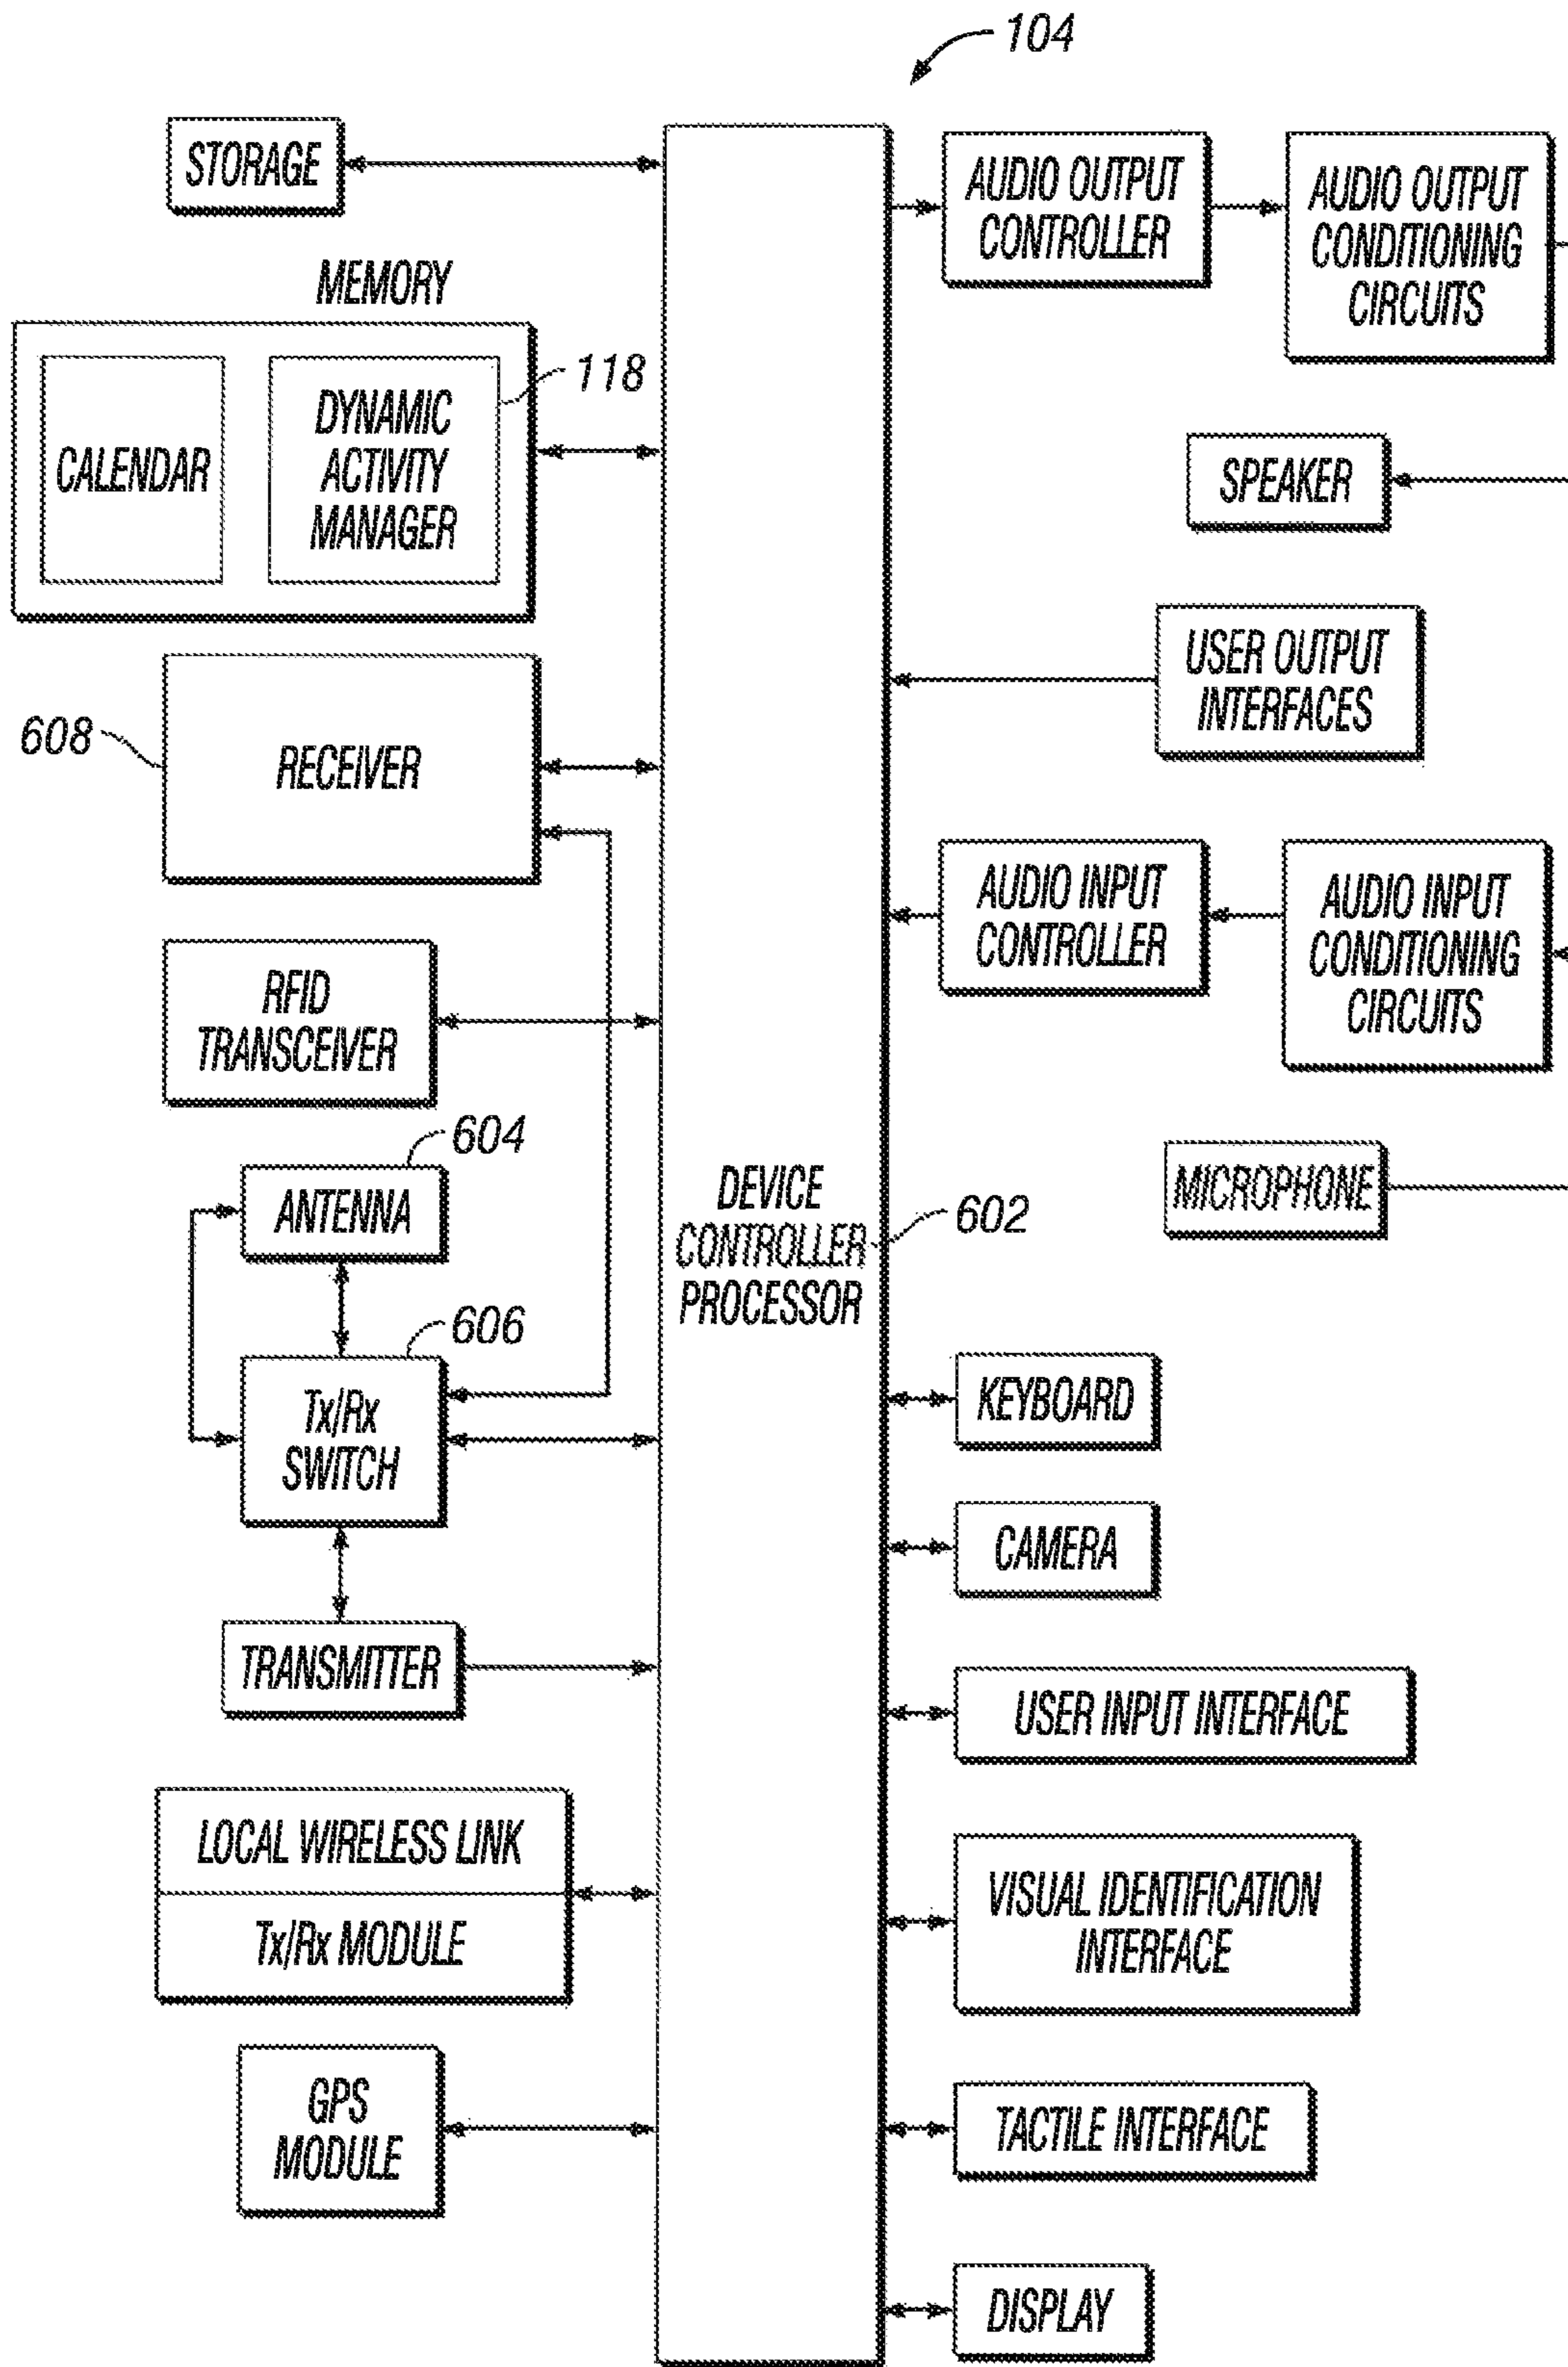 104
STORAGE
MEMORY
CALENDAR
DYNAMIC
ACTIVITY
MANAGER
118
608
RECEIVER
RFID
TRANSCEIVER
604
ANTENNA
606
Tx/Rx
SWITCH
TRANSMITTER
LOCAL WIRELESS LINK
Tx/Rx MODULE
GPS
MODULE
DEVICE
CONTROLLER
PROCESSOR
602
AUDIO OUTPUT
CONTROLLER
AUDIO OUTPUT
CONDITIONING
CIRCUITS
SPEAKER
USER OUTPUT
INTERFACES
AUDIO INPUT
CONTROLLER
AUDIO INPUT
CONDITIONING
CIRCUITS
MICROPHONE
KEYBOARD
CAMERA
USER INPUT INTERFACE
VISUAL IDENTIFICATION
INTERFACE
TACTILE INTERFACE
DISPLAY